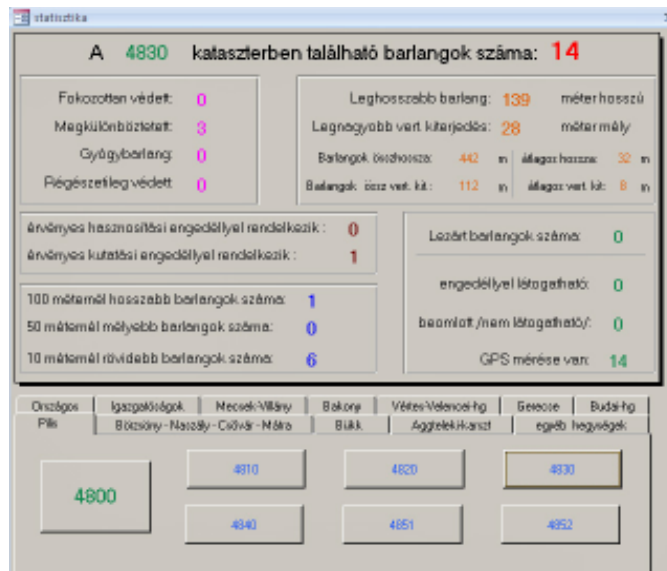 statisztika
A 4830 kataszterben található barlangok száma: 14
Fokozottan védett: 0
Megkülönböztetett: 3
Gyógybarlang: 0
Régészetileg védett: 0
Leghosszabb barlang: 139 méter hosszú
Legnagyobb vert. kiterjedés: 28 méter mély
Barlangok összhossza: 442 m átlagos hossza: 32 m
Barlangok össz vert. kit.: 112 m átlagos vert. kit: 8 m
érvényes hasznosítási engedéllyel rendelkezik : 0
érvényes kutatási engedéllyel rendelkezik : 1
100 méternél hosszabb barlangok száma: 1
50 méternél mélyebb barlangok száma: 0
10 méternél rövidebb barlangok száma: 6
Lezárt barlangok száma: 0
engedéllyel látogatható: 0
beomlott /nem látogatható/: 0
GPS mérése van: 14
Országos Igazgatóságok Mecsek-Villány Bakony Vértes-Velencei-hg Gerecse Budai-hg
Pilis Börzsöny-Naszály-Csővár-Mátra Bükk Aggteleki-karszt egyéb hegységek
4800
4810 4820 4830
4840 4851 4852